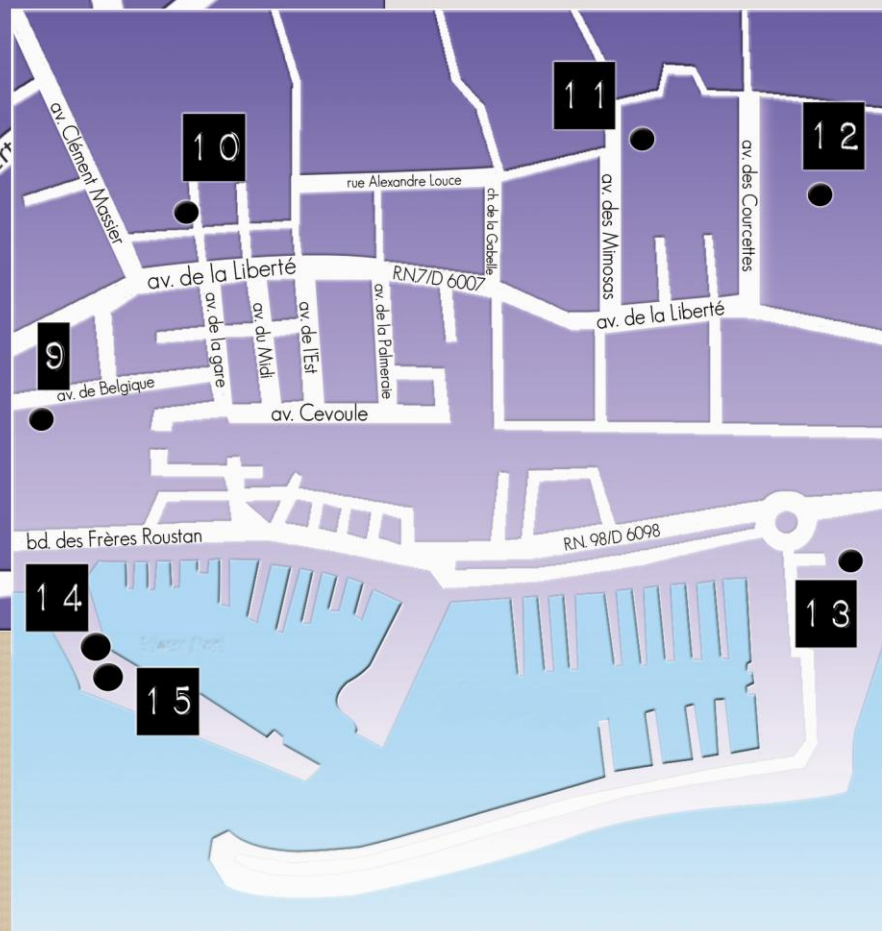 11
10
12
av. Clément Massier
rue Alexandre Louce
ch. de la Gabelle
av. des Mimosas
av. des Courcettes
av. de la Liberté
RN7/D 6007
av. de la Liberté
9
av. de la gare
av. du Midi
av. de l'Est
av. de la Palmeraie
av. de Belgique
av. Cevoule
bd. des Frères Roustan
RN. 98/D 6098
14
13
15